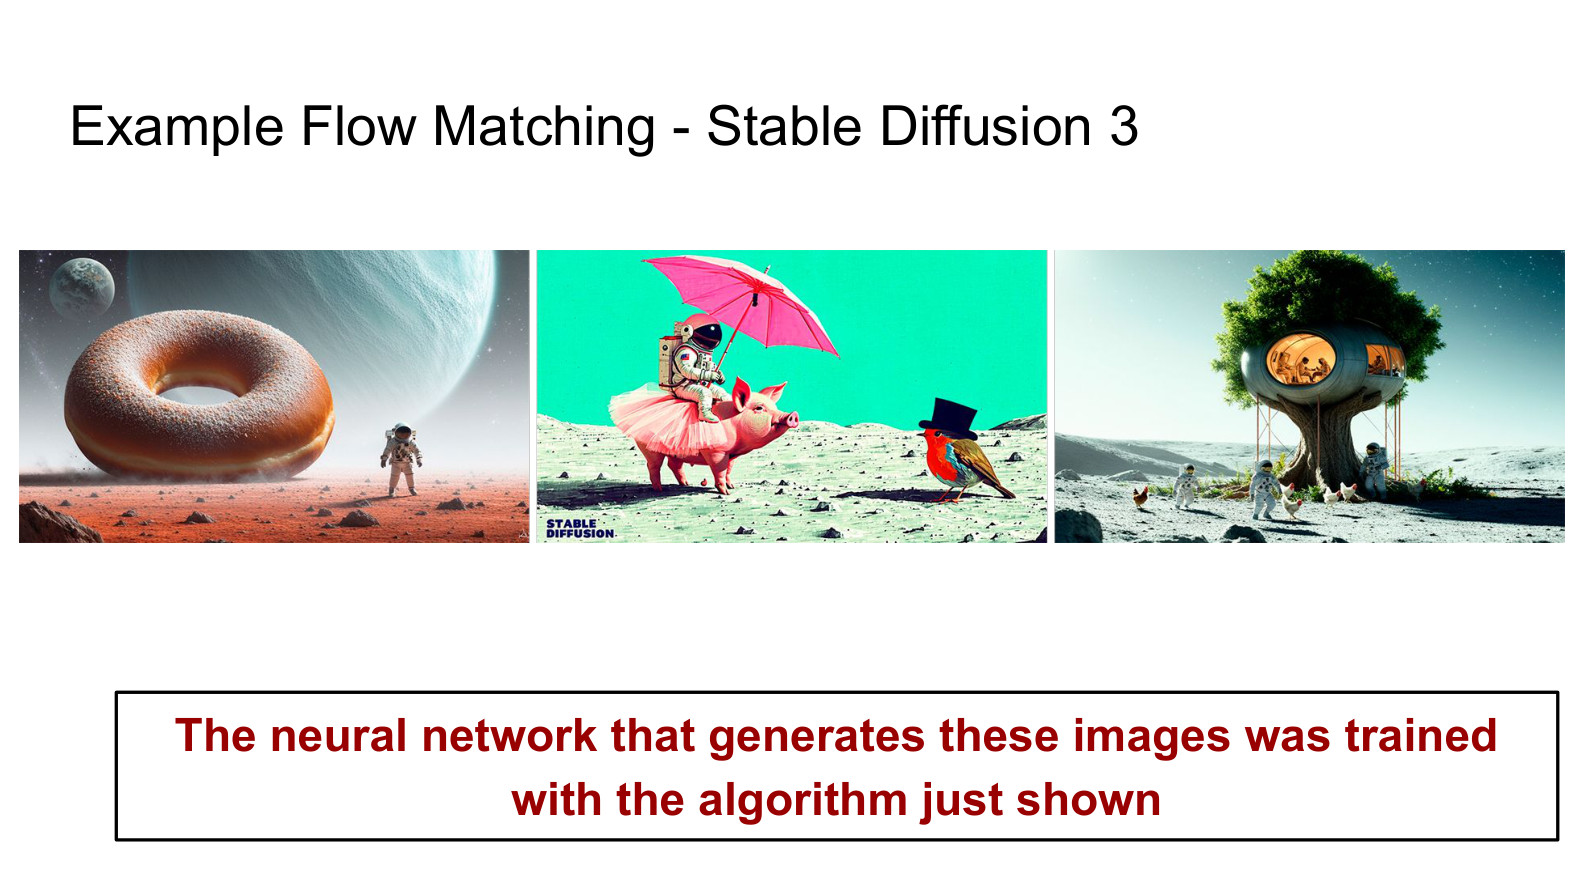 Example Flow Matching - Stable Diffusion 3
STABLE
DIFFUSION
The neural network that generates these images was trained
with the algorithm just shown